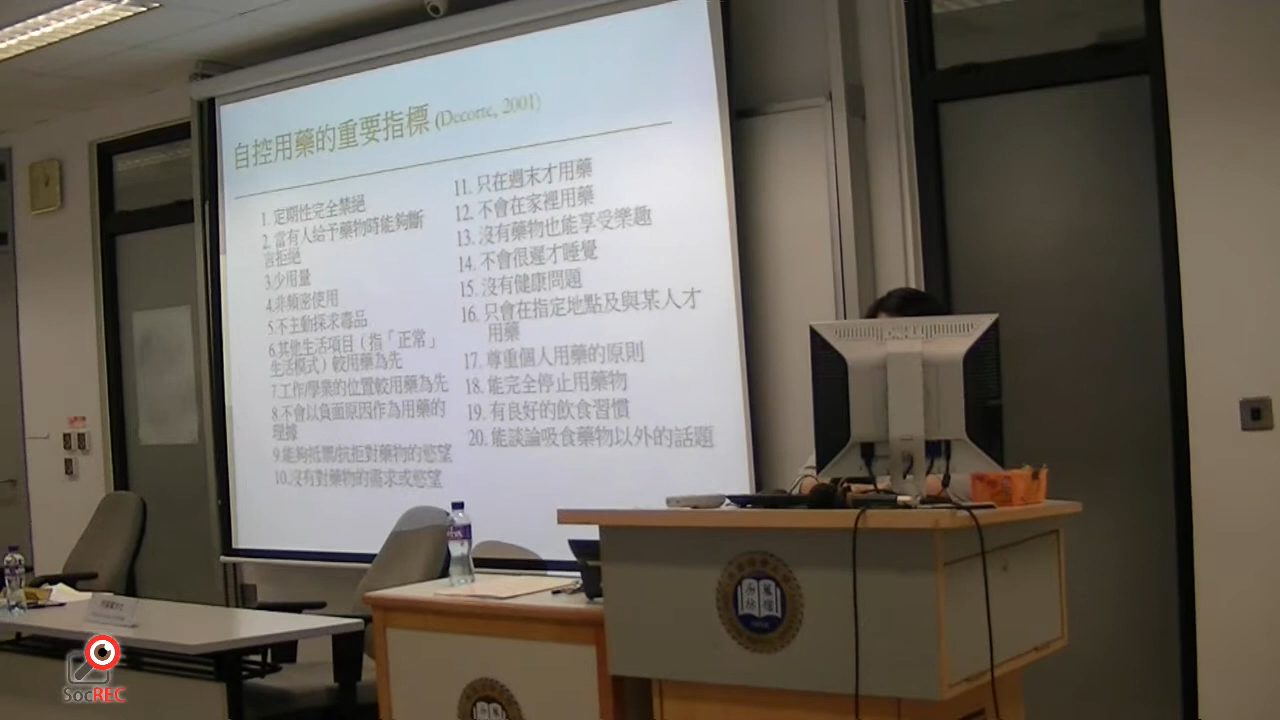 自控用藥的重要指標 (Decorte, 2001)
1. 定期性完全禁絕
2. 當有人給予藥物時能夠斷
言拒絕
3.少用量
4.非頻密使用
5.不主動探求毒品
6.其他生活項目（指「正常」
生活模式）較用藥為先
7.工作/學業的位置較用藥為先
8.不會以負面原因作為用藥的
理據
9.能夠抵禦/抗拒對藥物的慾望
10.沒有對藥物的需求或慾望
11. 只在週末才用藥
12. 不會在家裡用藥
13. 沒有藥物也能享受樂趣
14. 不會很遲才睡覺
15. 沒有健康問題
16. 只會在指定地點及與某人才
用藥
17. 尊重個人用藥的原則
18. 能完全停止用藥物
19. 有良好的飲食習慣
20. 能談論吸食藥物以外的話題
SocREC